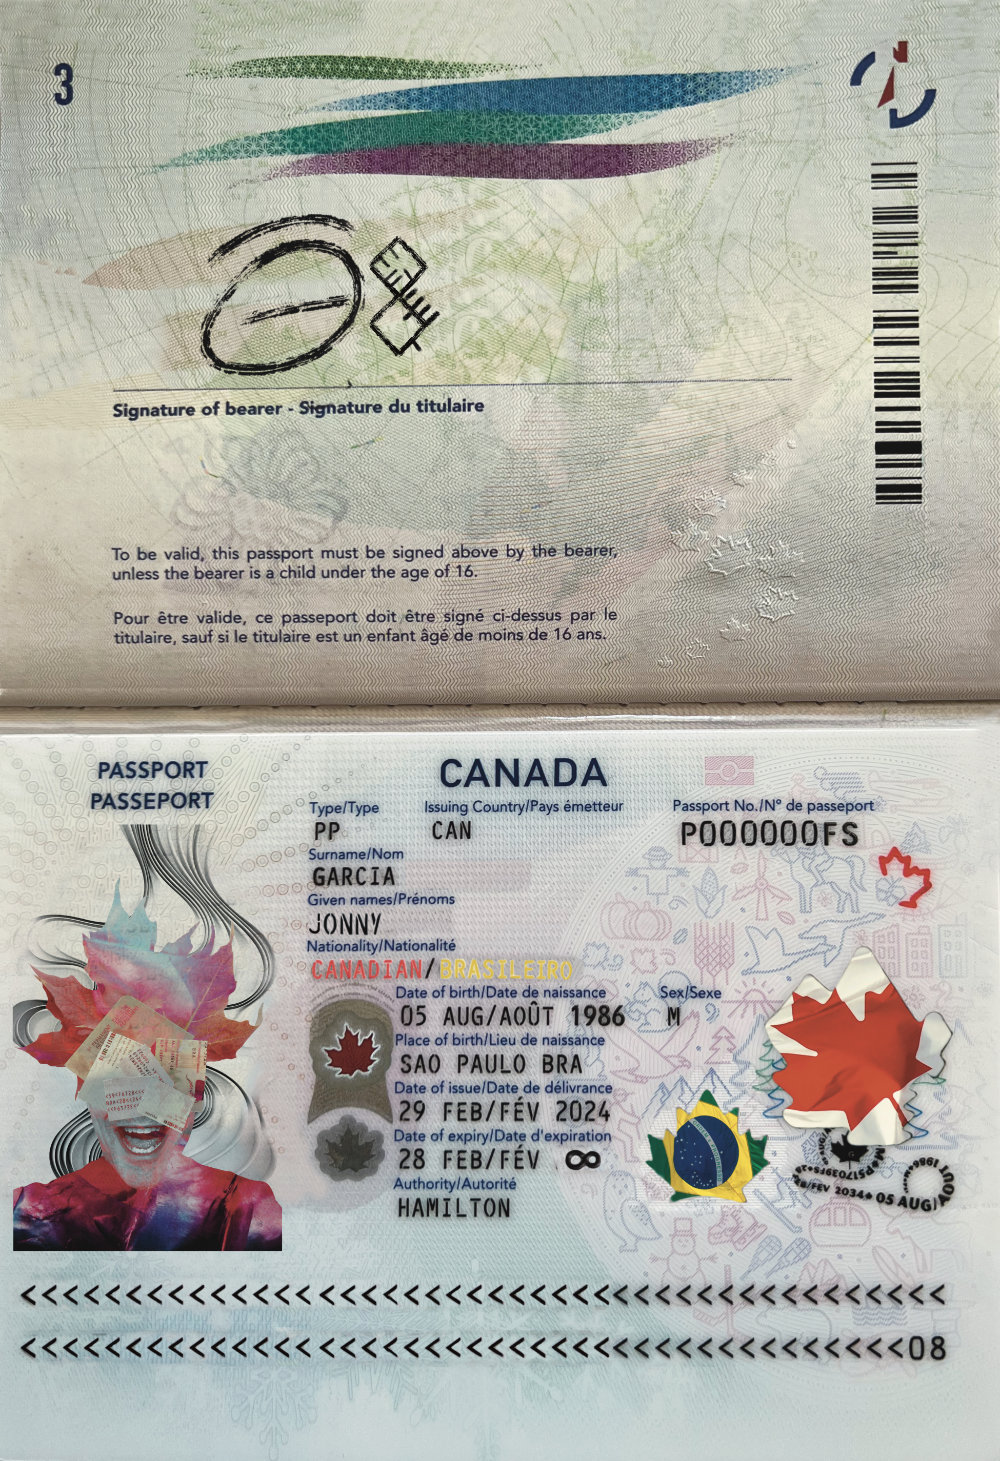 3
Signature of bearer - Signature du titulaire
To be valid, this passport must be signed above by the bearer,
unless the bearer is a child under the age of 16.
Pour être valide, ce passeport doit être signé ci-dessus par le
titulaire, sauf si le titulaire est un enfant âgé de moins de 16 ans.
PASSPORT
PASSEPORT
CANADA
Type/Type Issuing Country/Pays émetteur Passport No./N° de passeport
PP CAN P000000FS
Surname/Nom
GARCIA
Given names/Prénoms
JONNY
Nationality/Nationalité
CANADIAN/BRASILEIRO
Date of birth/Date de naissance Sex/Sexe
05 AUG/AOÛT 1986 M
Place of birth/Lieu de naissance
SAO PAULO BRA
Date of issue/Date de délivrance
29 FEB/FÉV 2024
Date of expiry/Date d'expiration
28 FEB/FÉV ∞
Authority/Autorité
HAMILTON
05 AUG/AOUT 1986
<<<<<<<<<<<<<<<<<<<<<<<<<<<<<<<<<<<<<<<<<<<<
<<<<<<<<<<<<<<<<<<<<<<<<<<<<<<<<<<<<<<<<<<08